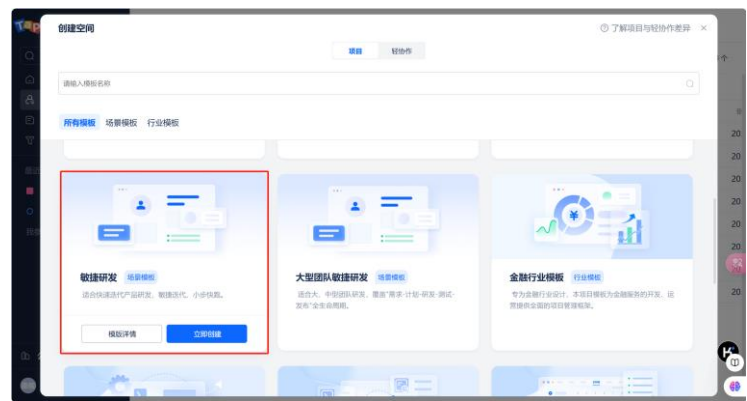 创建空间
了解项目与轻协作差异
项目 轻协作
请输入模板名称
所有模板 场景模板 行业模板
敏捷研发 场景模板
适合快速迭代产品研发，敏捷迭代、小步快跑。
模版详情 立即创建
大型团队敏捷研发 场景模板
适合大、中型团队研发，覆盖“需求-计划-研发-测试-
发布”全生命周期。
金融行业模板 行业模板
专为金融行业设计，本项目模板为金融服务的开发、运
营提供全面的项目管理框架。
个
20
20
20
20
20
20
20